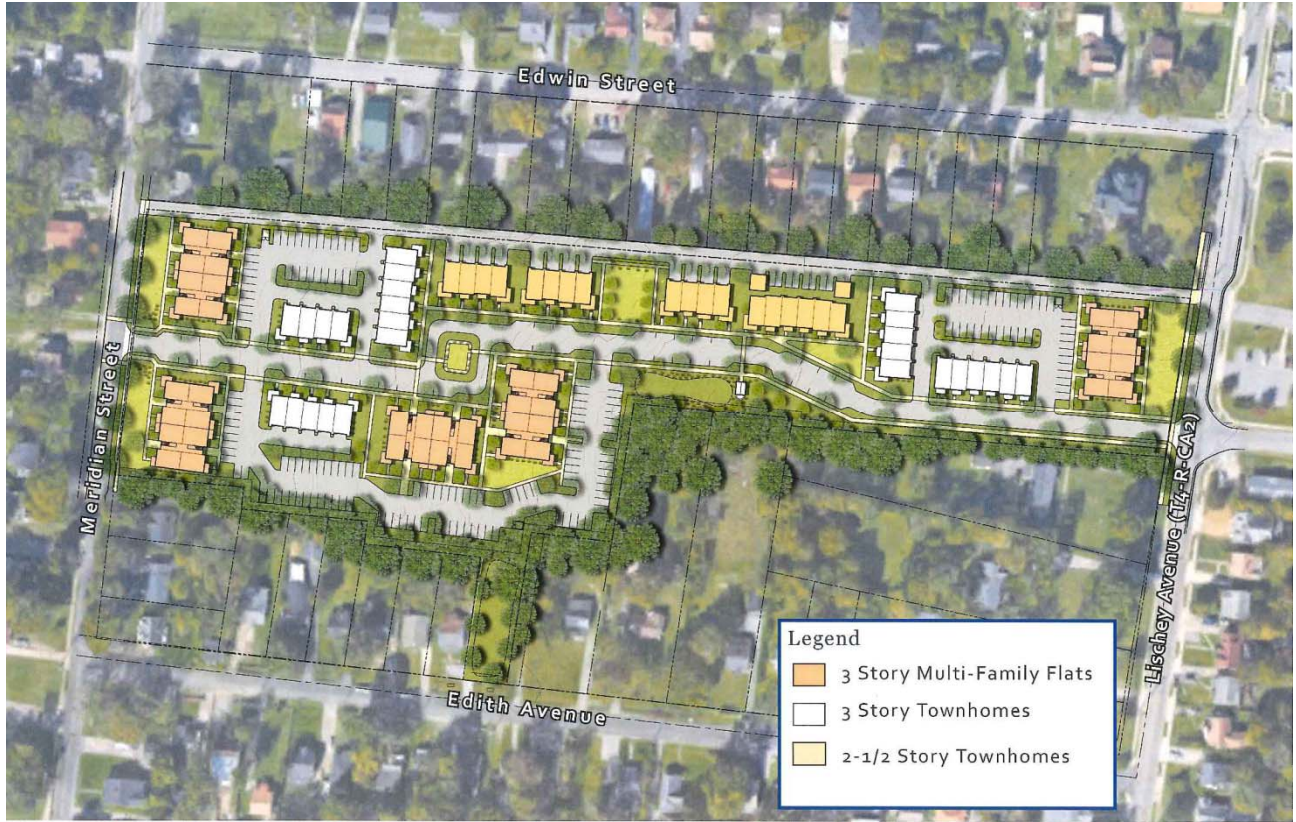 Edwin Street
Meridian Street
Lischey Avenue (T4-R-CA2)
Edith Avenue
Legend
3 Story Multi-Family Flats
3 Story Townhomes
2-1/2 Story Townhomes